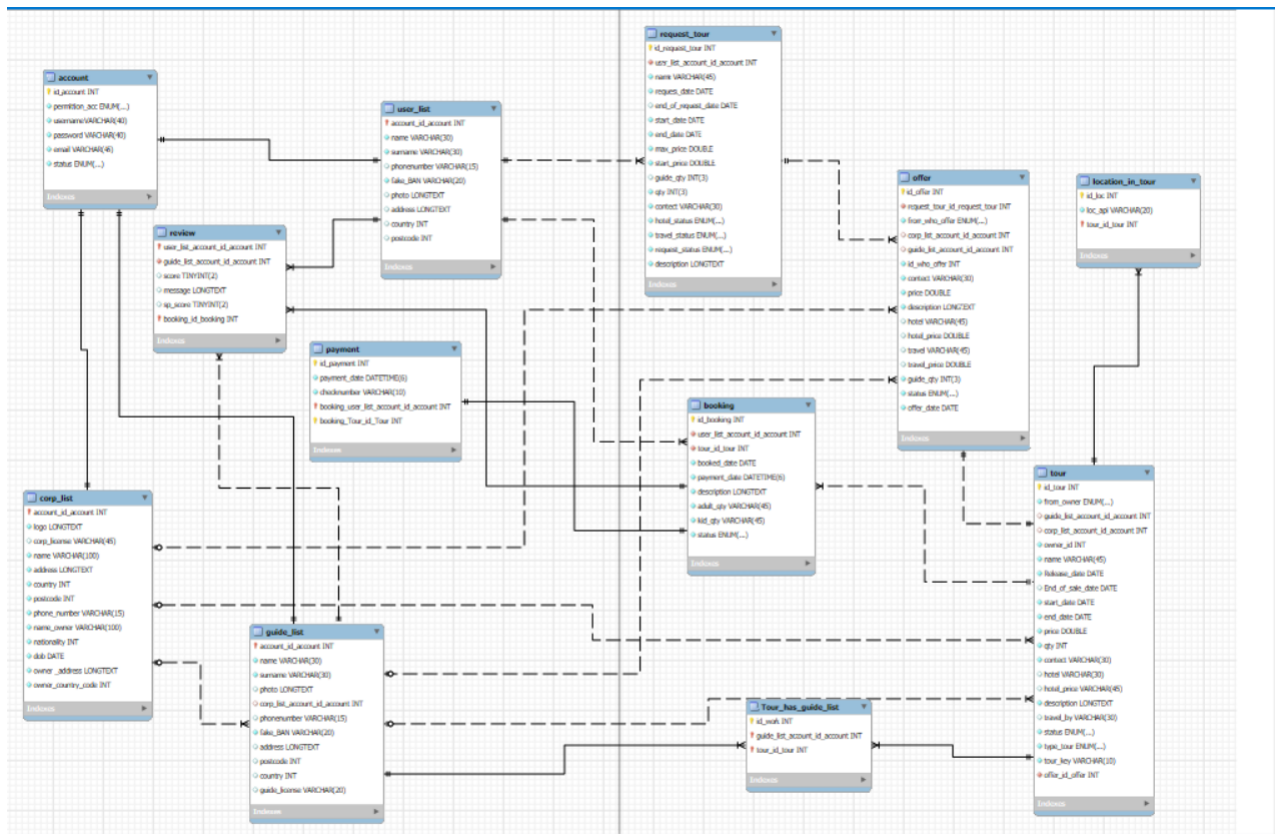 account
id_account INT
permition_acc ENUM(...)
usernameVARCHAR(40)
password VARCHAR(40)
email VARCHAR(45)
status ENUM(...)
Indexes
user_list
account_id_account INT
name VARCHAR(30)
surname VARCHAR(30)
phonenumber VARCHAR(15)
fake_BAN VARCHAR(20)
photo LONGTEXT
address LONGTEXT
country INT
postcode INT
Indexes
request_tour
id_request_tour INT
user_list_account_id_account INT
name VARCHAR(45)
reques_date DATE
end_of_request_date DATE
start_date DATE
end_date DATE
max_price DOUBLE
start_price DOUBLE
guide_qty INT(3)
qty INT(3)
contect VARCHAR(30)
hotel_status ENUM(...)
travel_status ENUM(...)
request_status ENUM(...)
description LONGTEXT
Indexes
offer
id_offer INT
request_tour_id_request_tour INT
from_who_offer ENUM(...)
corp_list_account_id_account INT
guide_list_account_id_account INT
id_who_offer INT
contact VARCHAR(30)
price DOUBLE
description LONGTEXT
hotel VARCHAR(45)
hotel_price DOUBLE
travel VARCHAR(45)
travel_price DOUBLE
guide_qty INT(3)
status ENUM(...)
offer_date DATE
Indexes
location_in_tour
id_loc INT
loc_api VARCHAR(20)
tour_id_tour INT
Indexes
review
user_list_account_id_account INT
guide_list_account_id_account INT
score TINYINT(2)
message LONGTEXT
sp_score TINYINT(2)
booking_id_booking INT
Indexes
payment
id_payment INT
payment_date DATETIME(6)
checknumber VARCHAR(10)
booking_user_list_account_id_account INT
booking_Tour_id_Tour INT
Indexes
booking
id_booking INT
user_list_account_id_account INT
tour_id_tour INT
booked_date DATE
payment_date DATETIME(6)
description LONGTEXT
adult_qty VARCHAR(45)
kid_qty VARCHAR(45)
status ENUM(...)
Indexes
corp_list
account_id_account INT
logo LONGTEXT
corp_license VARCHAR(45)
name VARCHAR(100)
address LONGTEXT
country INT
postcode INT
phone_number VARCHAR(15)
name_owner VARCHAR(100)
nationality INT
dob DATE
owner _address LONGTEXT
owner_country_code INT
Indexes
guide_list
account_id_account INT
name VARCHAR(30)
surname VARCHAR(30)
photo LONGTEXT
corp_list_account_id_account INT
phonenumber VARCHAR(15)
fake_BAN VARCHAR(20)
address LONGTEXT
postcode INT
country INT
guide_license VARCHAR(20)
Indexes
Tour_has_guide_list
id_work INT
guide_list_account_id_account INT
tour_id_tour INT
Indexes
tour
id_tour INT
from_owner ENUM(...)
guide_list_account_id_account INT
corp_list_account_id_account INT
owner_id INT
name VARCHAR(45)
Release_date DATE
End_of_sale_date DATE
start_date DATE
end_date DATE
price DOUBLE
qty INT
contect VARCHAR(30)
hotel VARCHAR(30)
hotel_price VARCHAR(45)
description LONGTEXT
travel_by VARCHAR(30)
status ENUM(...)
type_tour ENUM(...)
tour_key VARCHAR(10)
offer_id_offer INT
Indexes